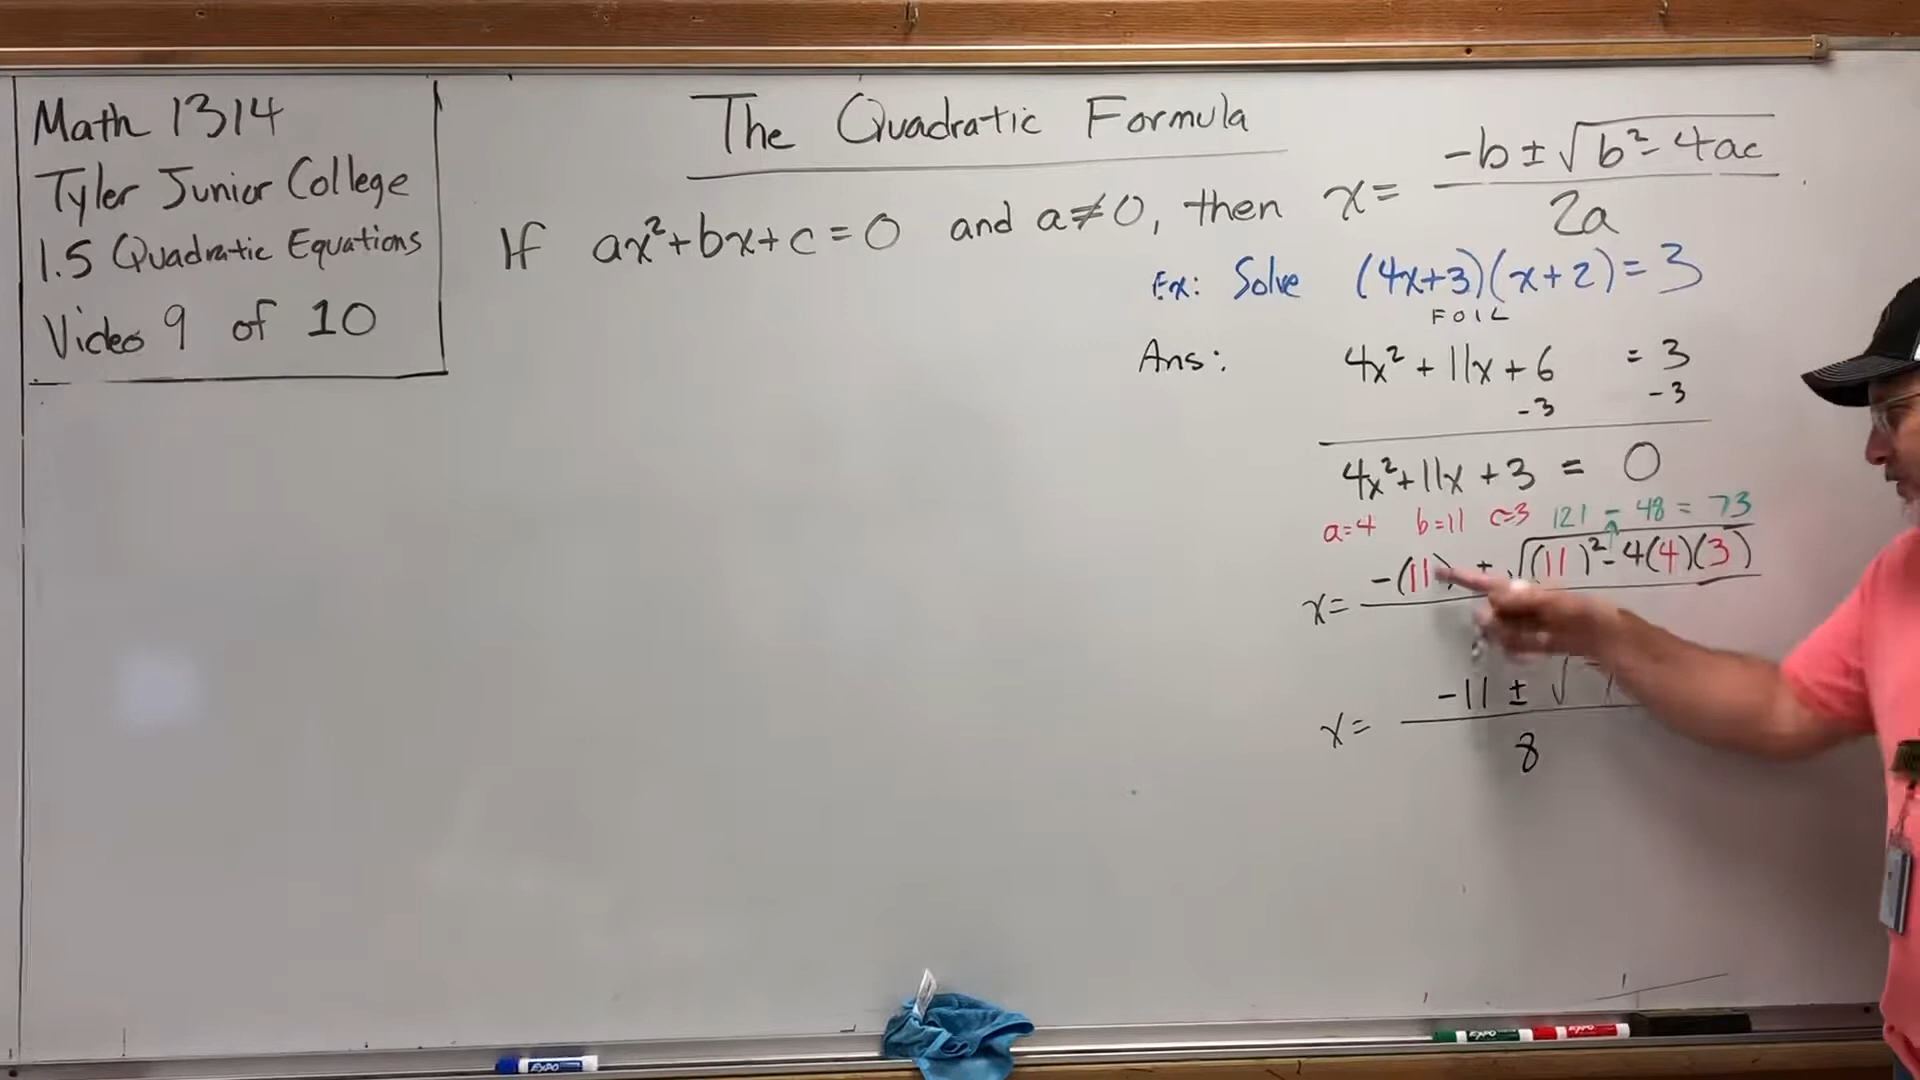 Math 1314
Tyler Junior College
1.5 Quadratic Equations
Video 9 of 10
The Quadratic Formula
If ax²+bx+c=0 and a≠0, then x= -b±√b²-4ac
2a
Ex: Solve (4x+3)(x+2)=3
FOIL
Ans: 4x² + 11x + 6 = 3
-3 -3
4x²+11x+3 = 0
a=4 b=11 c=3 121 - 48 = 73
x= -(11) ± √(11)²-4(4)(3)
x= -11 ± √
8
EXPO
EXPO
EXPO